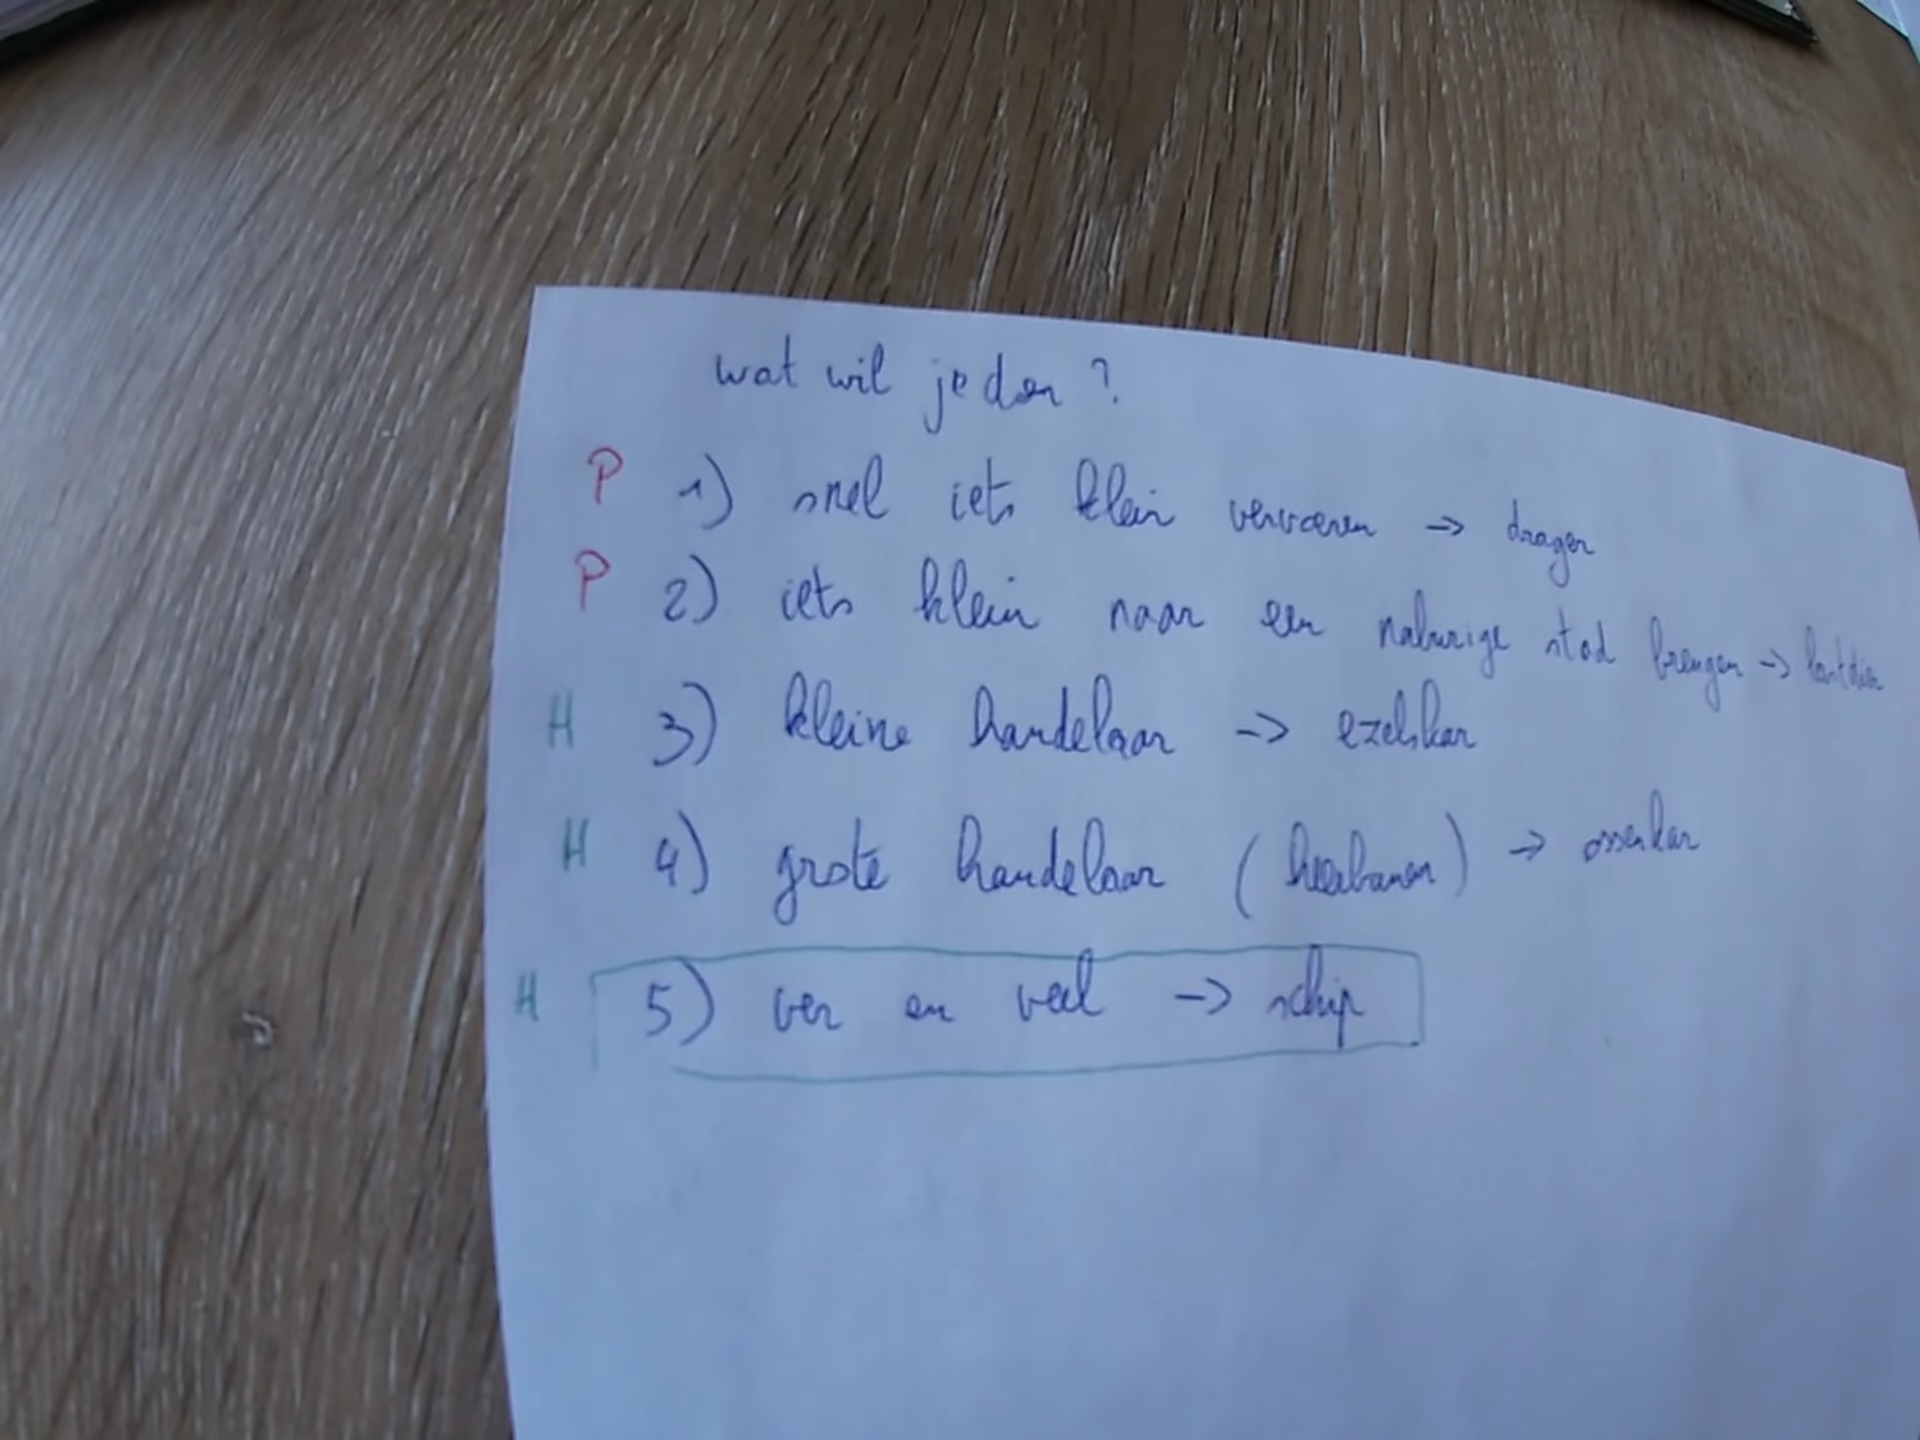 wat wil je doen ?
P 1) snel iets klein vervoeren -> drager
P 2) iets klein naar een naburige stad brengen -> lastdier
H 3) kleine handelaar -> ezelskar
H 4) grote handelaar (heerbanen) -> ossenkar
H 5) ver en veel -> schip